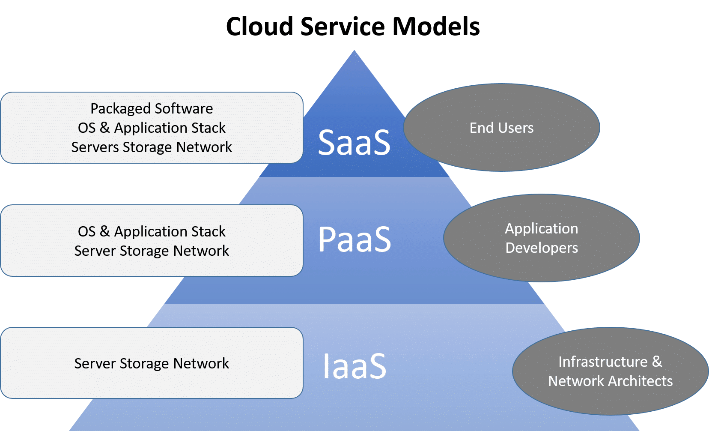 Cloud Service Models
Packaged Software
OS & Application Stack
Servers Storage Network
SaaS
End Users
OS & Application Stack
Server Storage Network
PaaS
Application
Developers
Server Storage Network
IaaS
Infrastructure &
Network Architects